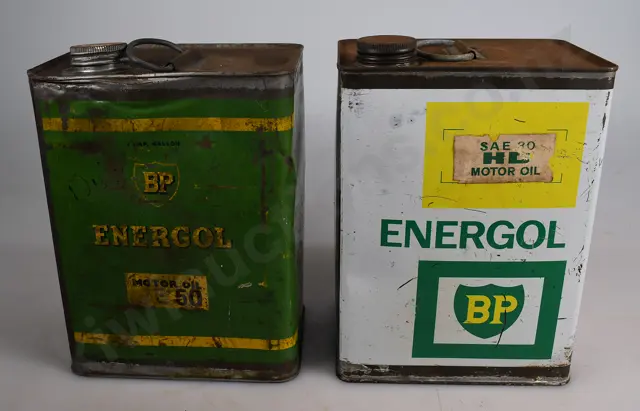 BP
ENERGOL
MOTOR OIL
E 50
SAE 30
HD
MOTOR OIL
ENERGOL
BP